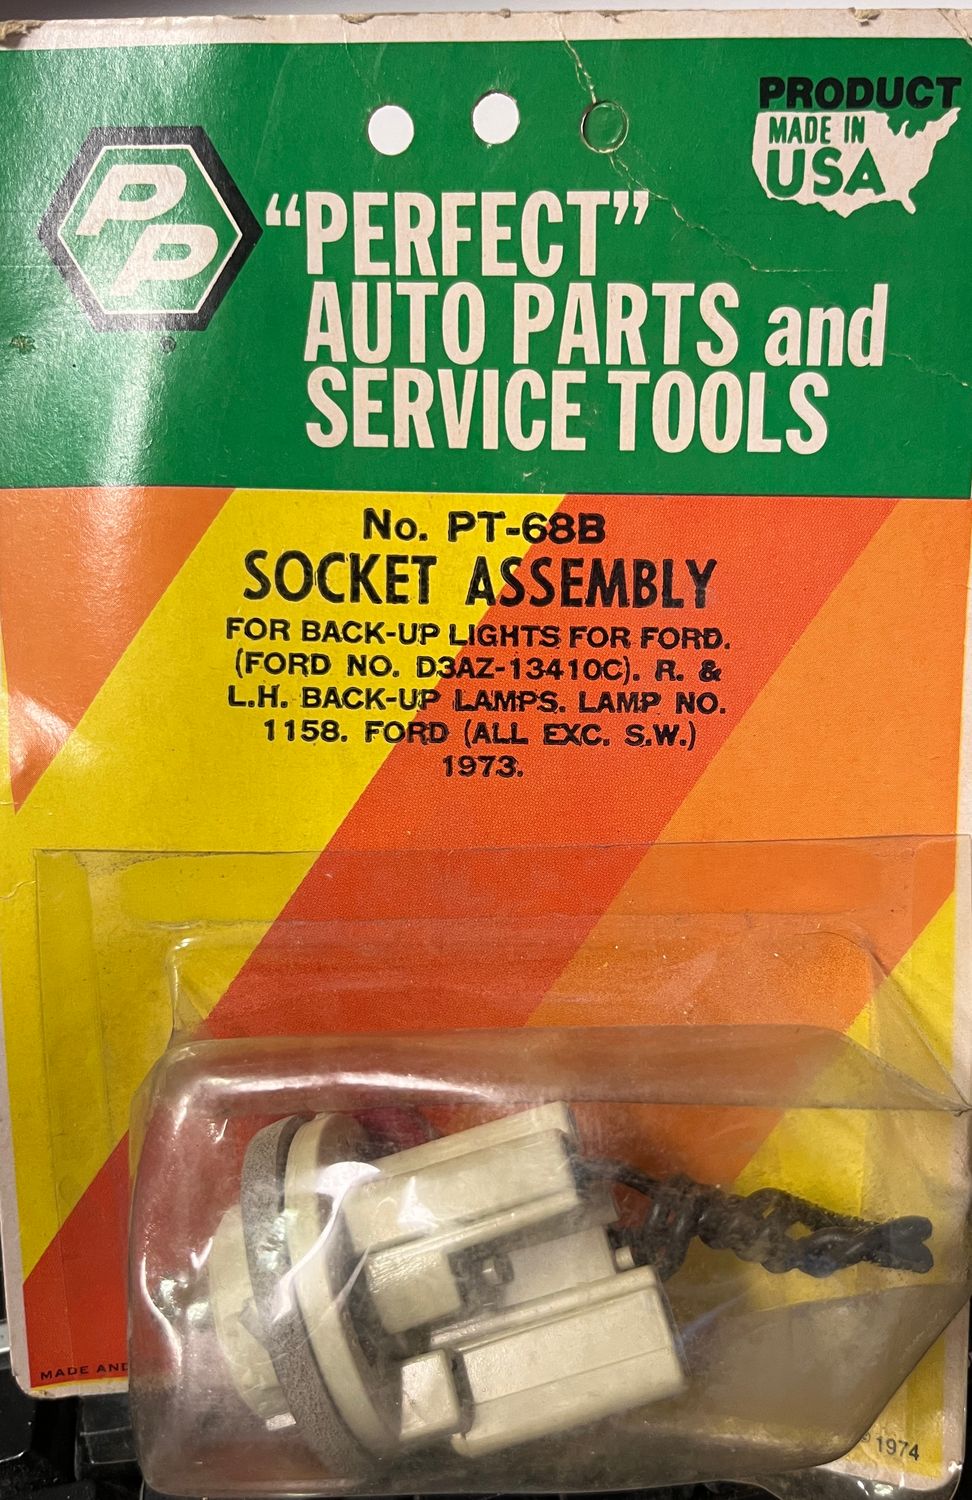 PRODUCT
MADE IN
USA
PP
®
“PERFECT”
AUTO PARTS and
SERVICE TOOLS
No. PT-68B
SOCKET ASSEMBLY
FOR BACK-UP LIGHTS FOR FORD.
(FORD NO. D3AZ-13410C). R. &
L.H. BACK-UP LAMPS. LAMP NO.
1158. FORD (ALL EXC. S.W.)
1973.
MADE AND
© 1974